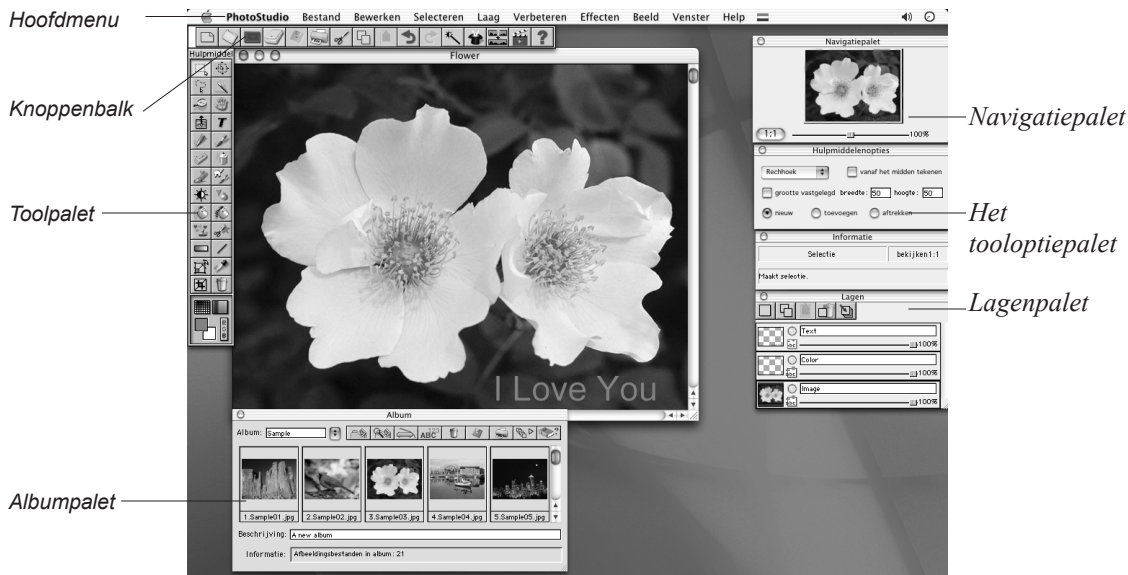 Hoofdmenu
PhotoStudio Bestand Bewerken Selecteren Laag Verbeteren Effecten Beeld Venster Help
?
Hulpmiddel
Flower
Navigatiepalet
Knoppenbalk
T
Navigatiepalet
1:1 100%
Hulpmiddelenopties
Rechhoek vanaf het midden tekenen
grootte vastgelegd breedte: 50 hoogte: 50
Toolpalet
nieuw toevoegen aftrekken
Het
tooloptiepalet
Informatie
Selectie bekijken1:1
Maakt selectie.
Lagen
Lagenpalet
Text
100%
Color
100%
Image
100%
I Love You
Album
Album: Sample
ABC
Albumpalet
1.Sample01.jpg 2.Sample02.jpg 3.Sample03.jpg 4.Sample04.jpg 5.Sample05.jpg
Beschrijving: A new album
Informatie: Afbeeldingsbestanden in album: 21